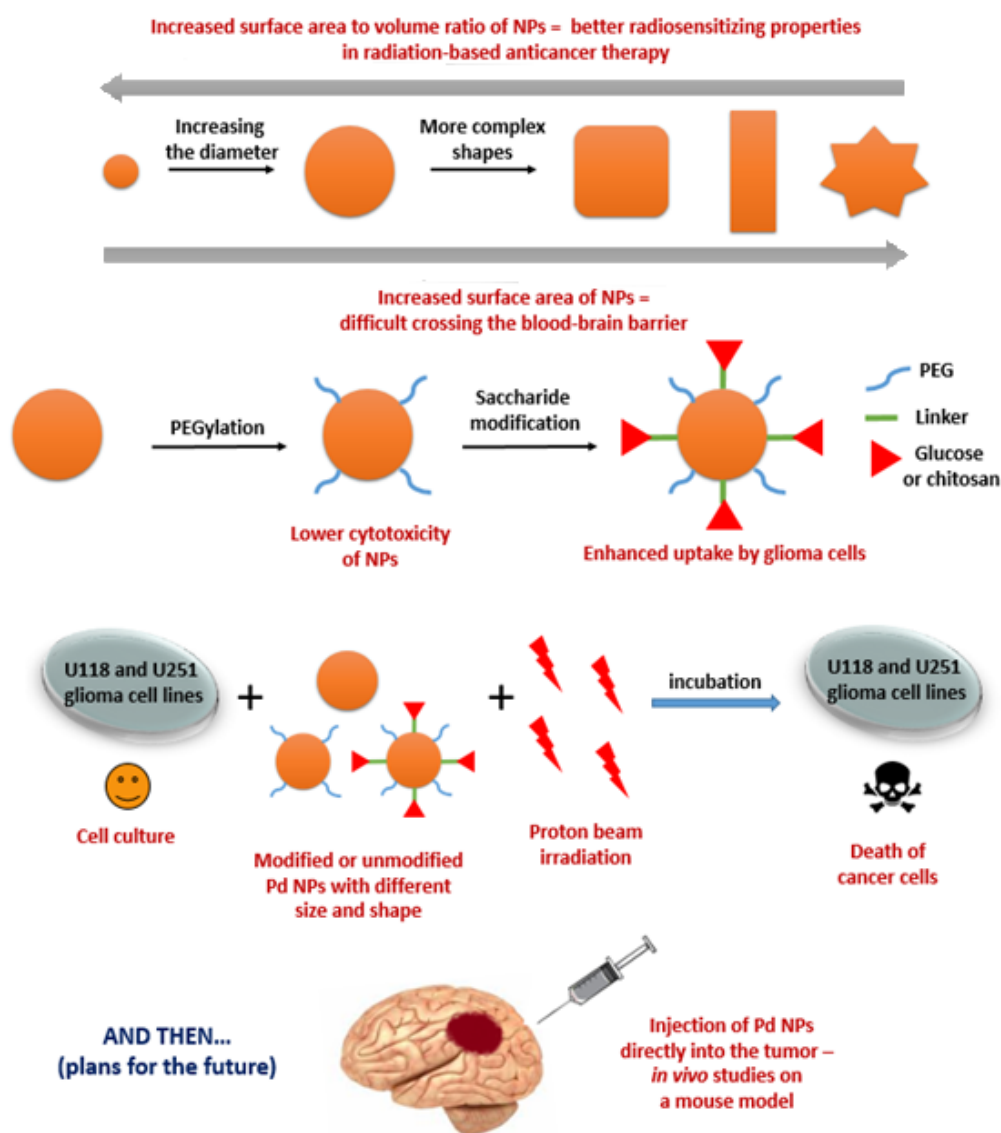 Increased surface area to volume ratio of NPs = better radiosensitizing properties
in radiation-based anticancer therapy
Increasing
the diameter
More complex
shapes
Increased surface area of NPs =
difficult crossing the blood-brain barrier
PEGylation
Saccharide
modification
PEG
Linker
Glucose
or chitosan
Lower cytotoxicity
of NPs
Enhanced uptake by glioma cells
U118 and U251
glioma cell lines
+
+
incubation
U118 and U251
glioma cell lines
Cell culture
Modified or unmodified
Pd NPs with different
size and shape
Proton beam
irradiation
Death of
cancer cells
AND THEN...
(plans for the future)
Injection of Pd NPs
directly into the tumor –
in vivo studies on
a mouse model